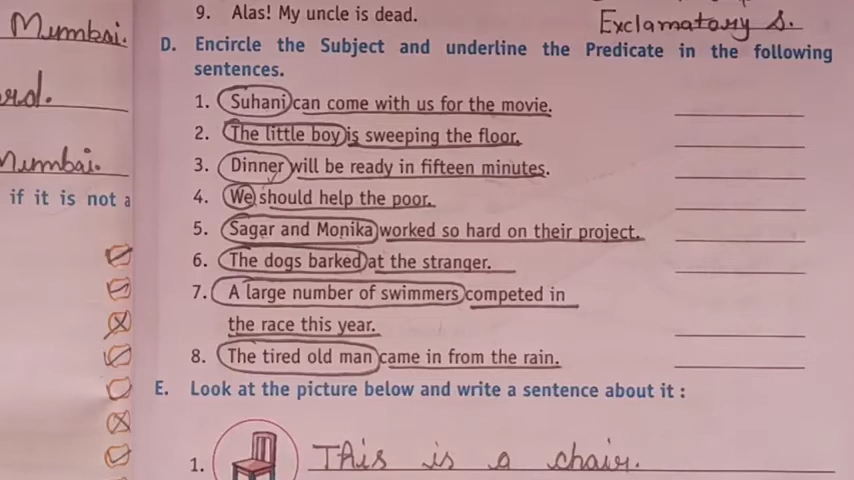 9. Alas! My uncle is dead.
Exclamatory s.
Mumbai.
D. Encircle the Subject and underline the Predicate in the following
sentences.
1. Suhani can come with us for the movie.
2. The little boy is sweeping the floor.
3. Dinner will be ready in fifteen minutes.
Mumbai.
4. We should help the poor.
if it is not a
5. Sagar and Monika worked so hard on their project.
6. The dogs barked at the stranger.
7. A large number of swimmers competed in
the race this year.
8. The tired old man came in from the rain.
E. Look at the picture below and write a sentence about it :
1. This is a chair.